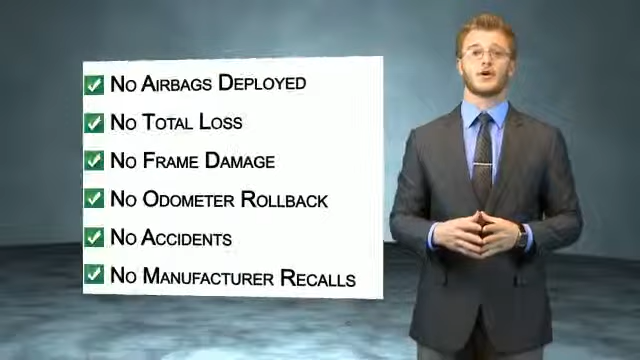 No Airbags Deployed
No Total Loss
No Frame Damage
No Odometer Rollback
No Accidents
No Manufacturer Recalls